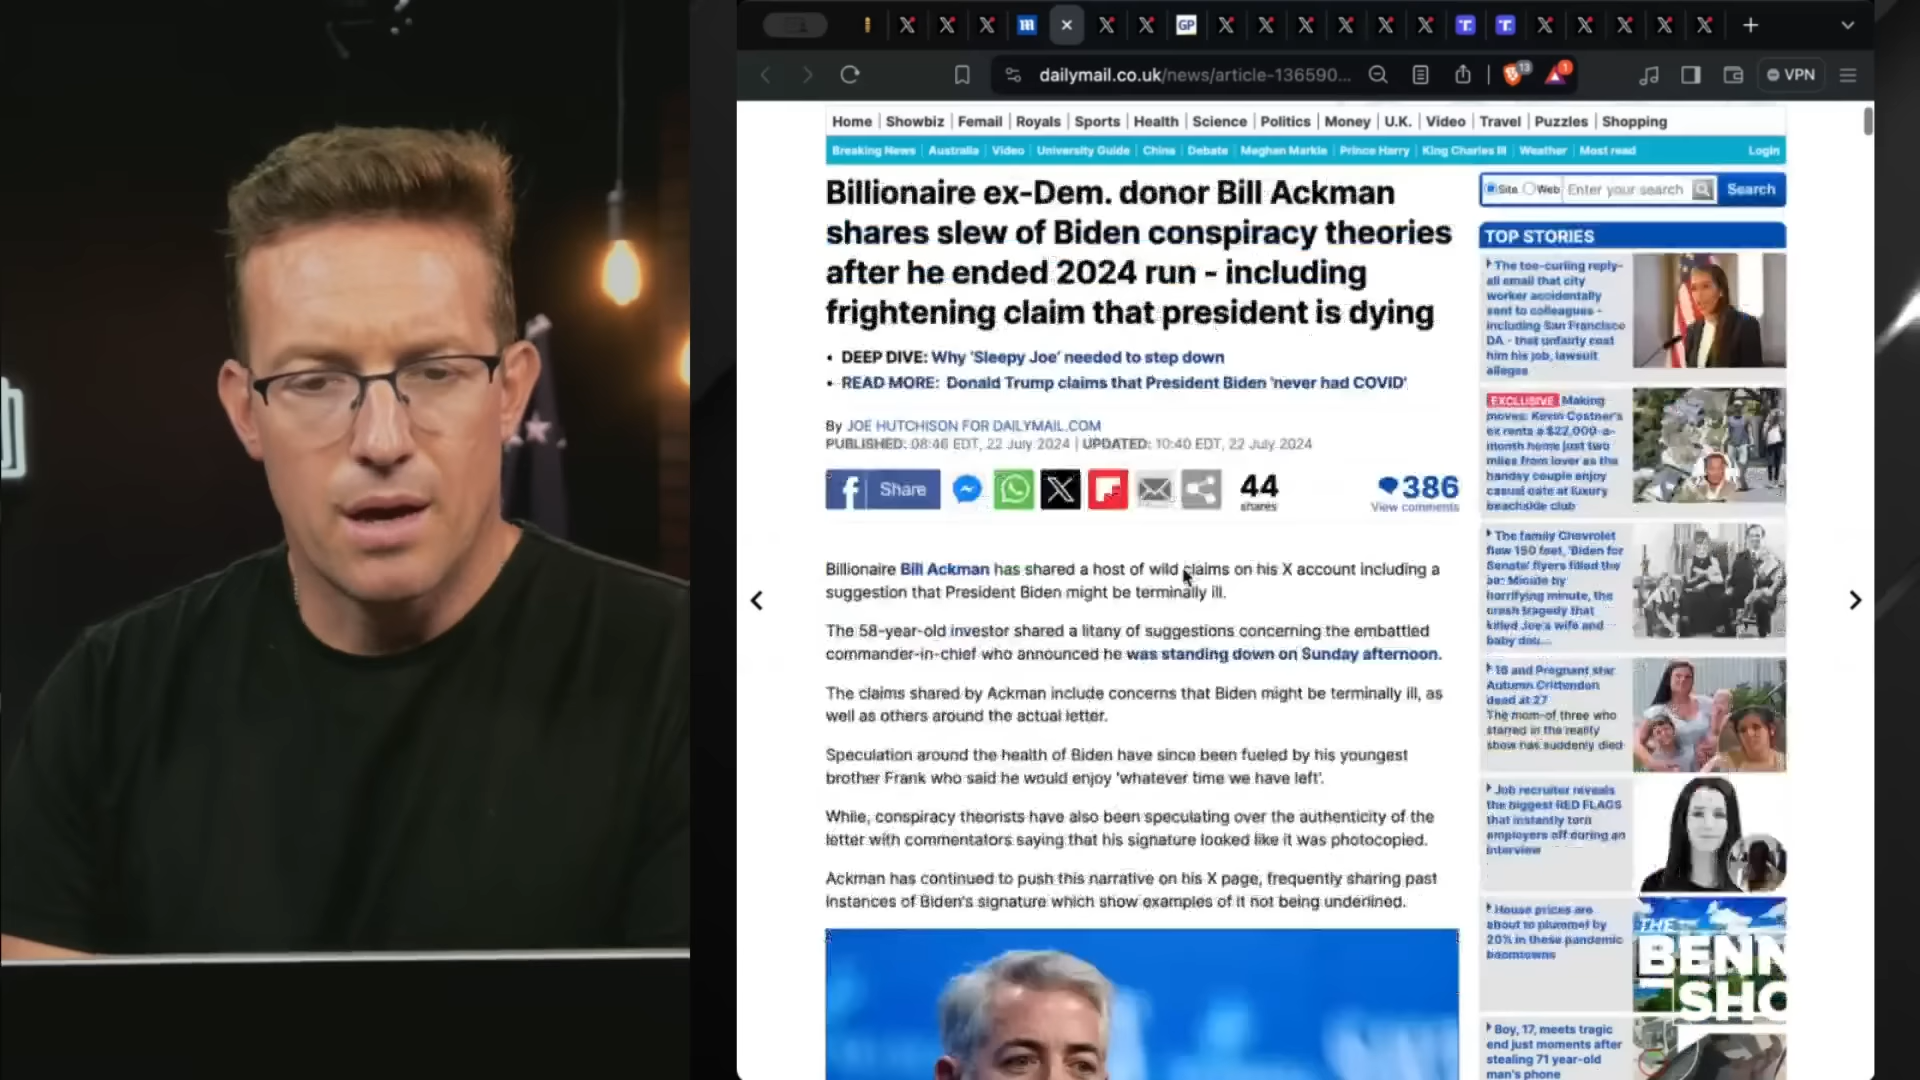 dailymail.co.uk/news/article-136590...
13
1
VPN
Home
Showbiz
Femail
Royals
Sports
Health
Science
Politics
Money
U.K.
Video
Travel
Puzzles
Shopping
Breaking News
Australia
Video
University Guide
China
Debate
Meghan Markle
Prince Harry
King Charles III
Weather
Most read
Login
Billionaire ex-Dem. donor Bill Ackman
shares slew of Biden conspiracy theories
after he ended 2024 run - including
frightening claim that president is dying
• DEEP DIVE: Why 'Sleepy Joe' needed to step down
• READ MORE: Donald Trump claims that President Biden 'never had COVID'
By JOE HUTCHISON FOR DAILYMAIL.COM
PUBLISHED: 08:46 EDT, 22 July 2024 | UPDATED: 10:40 EDT, 22 July 2024
Share
44
shares
386
View comments
Billionaire Bill Ackman has shared a host of wild claims on his X account including a
suggestion that President Biden might be terminally ill.
The 58-year-old investor shared a litany of suggestions concerning the embattled
commander-in-chief who announced he was standing down on Sunday afternoon.
The claims shared by Ackman include concerns that Biden might be terminally ill, as
well as others around the actual letter.
Speculation around the health of Biden have since been fueled by his youngest
brother Frank who said he would enjoy 'whatever time we have left'.
While, conspiracy theorists have also been speculating over the authenticity of the
letter with commentators saying that his signature looked like it was photocopied.
Ackman has continued to push this narrative on his X page, frequently sharing past
instances of Biden's signature which show examples of it not being underlined.
Site
Web
Enter your search
Search
TOP STORIES
The toe-curling reply-
all email that city
worker accidentally
sent to colleagues -
including San Francisco
DA - that unfairly cost
him his job, lawsuit
alleges
EXCLUSIVE Making
moves: Kevin Costner's
ex rents a $22,000-a-
month home just two
miles from lover as the
handsy couple enjoy
casual date at luxury
beachside club
The family Chevrolet
flew 150 feet, 'Biden for
Senate' flyers filled the
air: Minute by
horrifying minute, the
crash tragedy that
killed Joe's wife and
baby dau...
16 and Pregnant star
Autumn Crittendon
dead at 27
The mom-of three who
starred in the reality
show has suddenly died
Job recruiter reveals
the biggest RED FLAGS
that instantly turn
employers off during an
interview
House prices are
about to plummet by
20% in these pandemic
boomtowns
Boy, 17, meets tragic
end just moments after
stealing 71 year-old
man's phone
THE
BENN
SHO